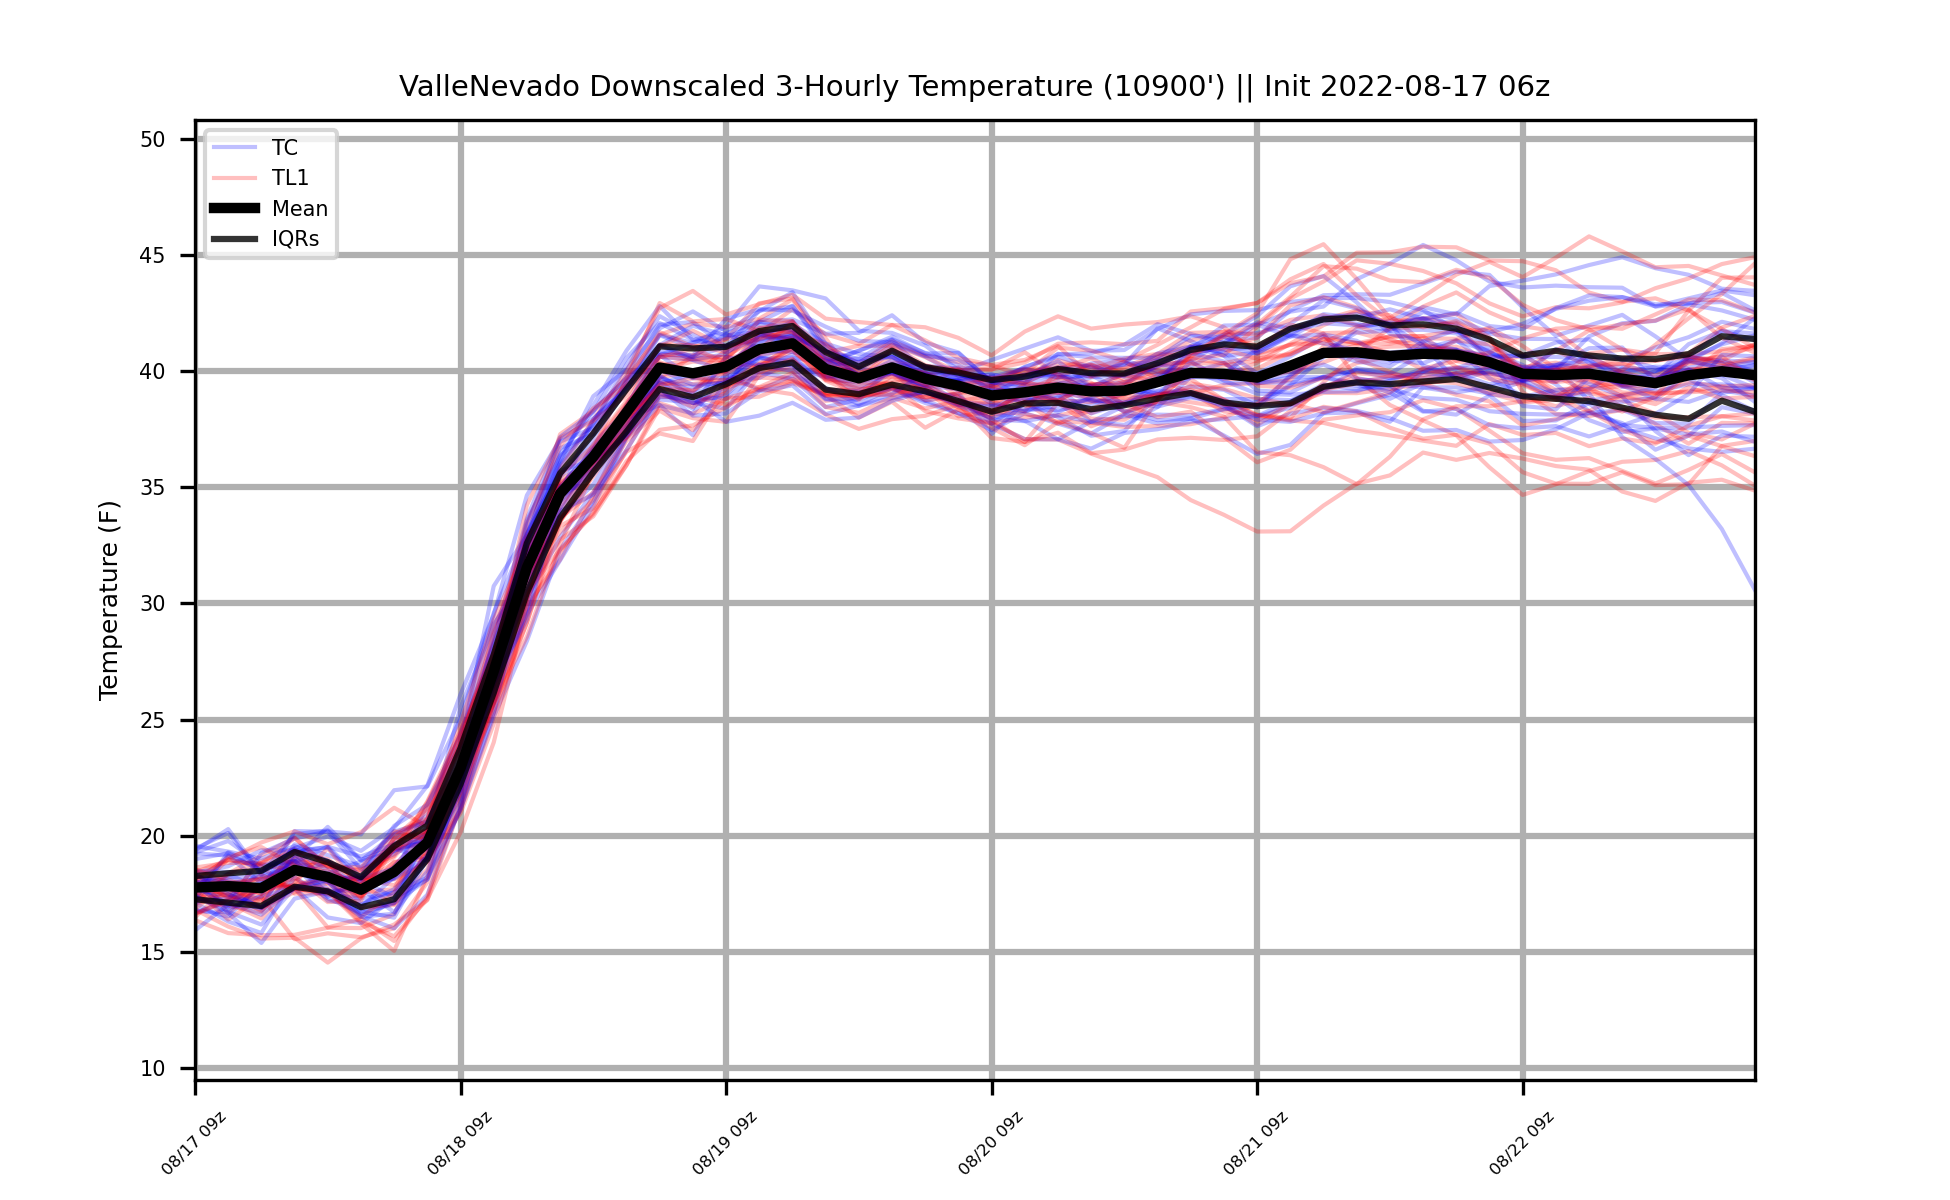 ValleNevado Downscaled 3-Hourly Temperature (10900') || Init 2022-08-17 06z
TC
TL1
Mean
IQRs
Temperature (F)
50
45
40
35
30
25
20
15
10
08/17 09z
08/18 09z
08/19 09z
08/20 09z
08/21 09z
08/22 09z